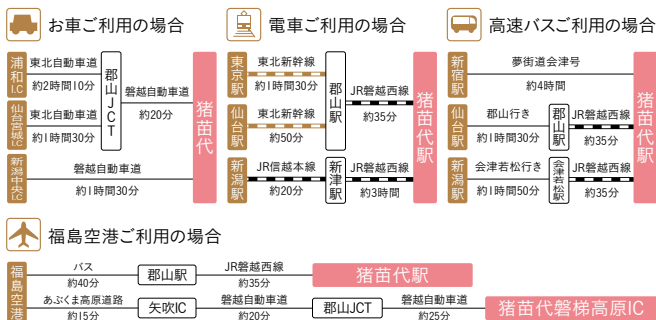 お車ご利用の場合
浦和I.C
東北自動車道
約2時間10分
仙台宮城I.C
東北自動車道
約1時間30分
郡山JCT
磐越自動車道
約20分
新潟中央I.C
磐越自動車道
約1時間30分
猪苗代
電車ご利用の場合
東京駅
東北新幹線
約1時間30分
仙台駅
東北新幹線
約50分
郡山駅
JR磐越西線
約35分
新潟駅
JR信越本線
約20分
新津駅
JR磐越西線
約3時間
猪苗代駅
高速バスご利用の場合
新宿駅
夢街道会津号
約4時間
仙台駅
郡山行き
約1時間30分
郡山駅
JR磐越西線
約35分
新潟駅
会津若松行き
約1時間50分
会津若松駅
JR磐越西線
約35分
猪苗代駅
福島空港ご利用の場合
福島空港
バス
約40分
郡山駅
JR磐越西線
約35分
猪苗代駅
あぶくま高原道路
約15分
矢吹IC
磐越自動車道
約20分
郡山JCT
磐越自動車道
約25分
猪苗代磐梯高原IC